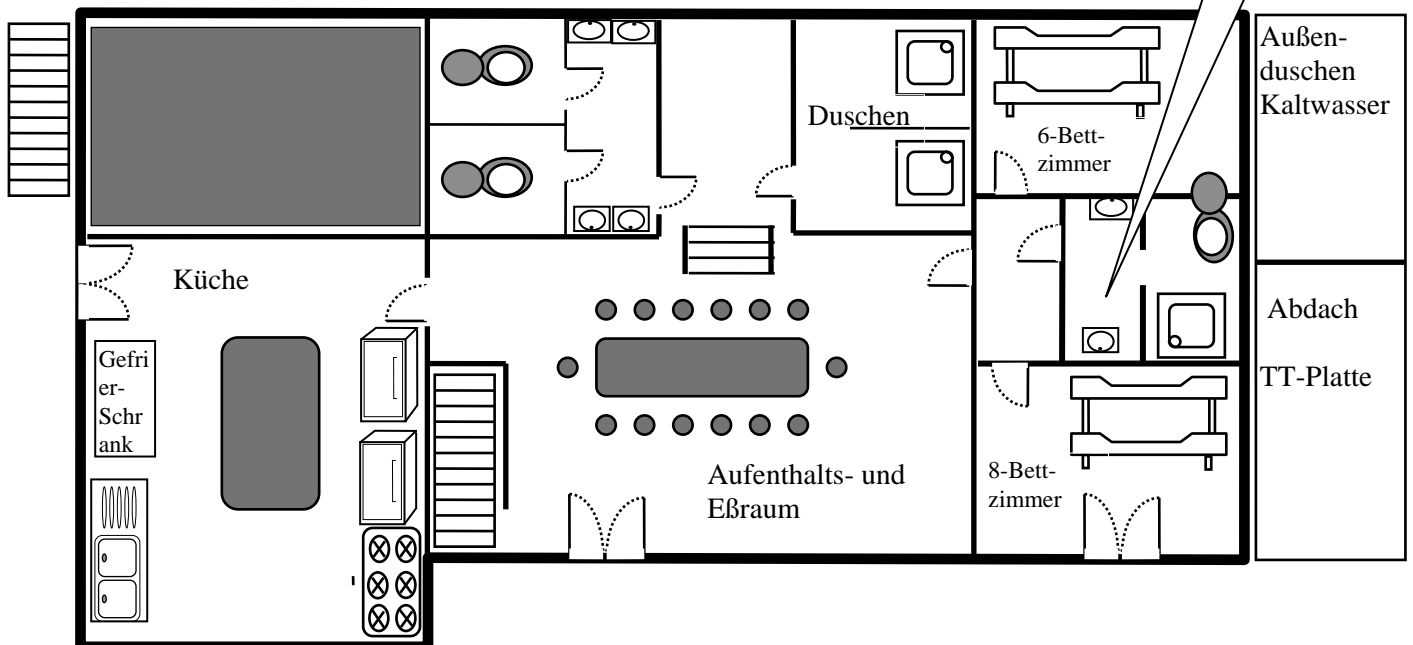 Außen-
duschen
Kaltwasser
Duschen
6-Bett-
zimmer
Küche
Abdach
TT-Platte
Gefri
er-
Schr
ank
Aufenthalts- und
Eßraum
8-Bett-
zimmer